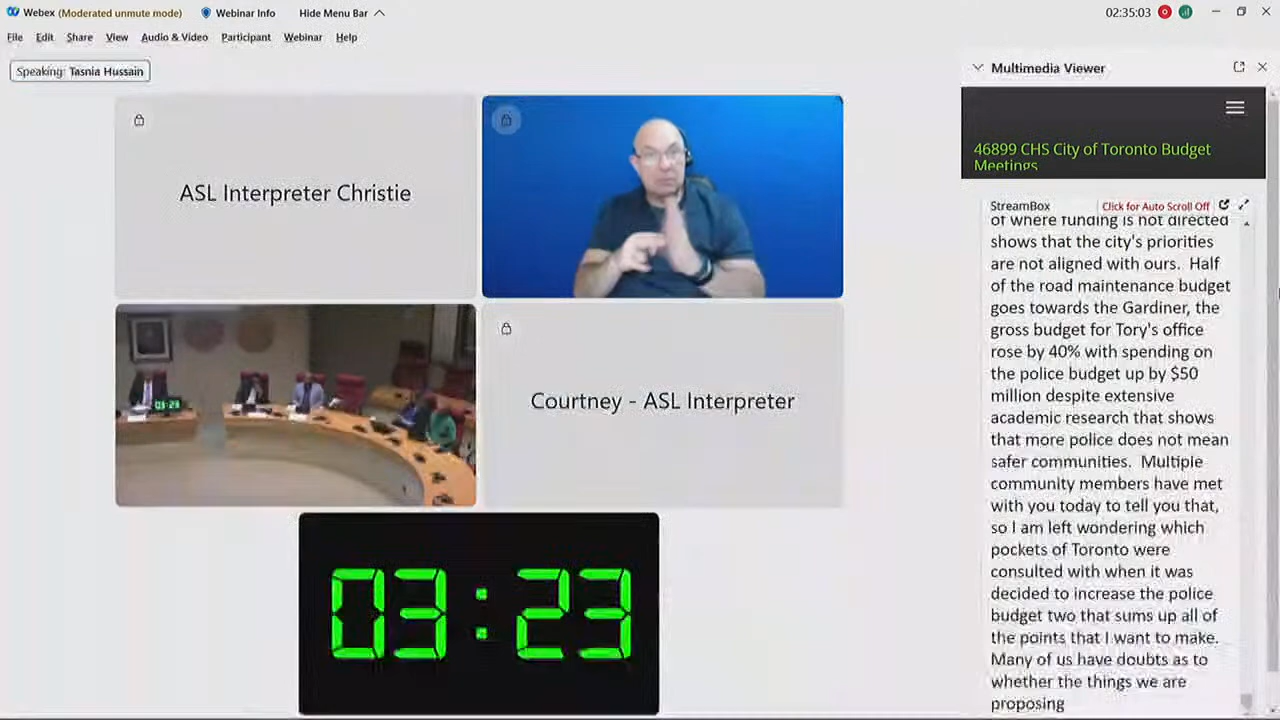 Webex (Moderated unmute mode) Webinar Info Hide Menu Bar 02:35:03
File Edit Share View Audio & Video Participant Webinar Help
Speaking: Tasnia Hussain
Multimedia Viewer
ASL Interpreter Christie
46899 CHS City of Toronto Budget
Meetings
StreamBox Click for Auto Scroll Off
of where funding is not directed
shows that the city's priorities
are not aligned with ours. Half
of the road maintenance budget
goes towards the Gardiner, the
gross budget for Tory's office
rose by 40% with spending on
the police budget up by $50
million despite extensive
academic research that shows
that more police does not mean
safer communities. Multiple
community members have met
with you today to tell you that,
so I am left wondering which
pockets of Toronto were
consulted with when it was
decided to increase the police
budget two that sums up all of
the points that I want to make.
Many of us have doubts as to
whether the things we are
proposing
03:23
Courtney - ASL Interpreter
03:23